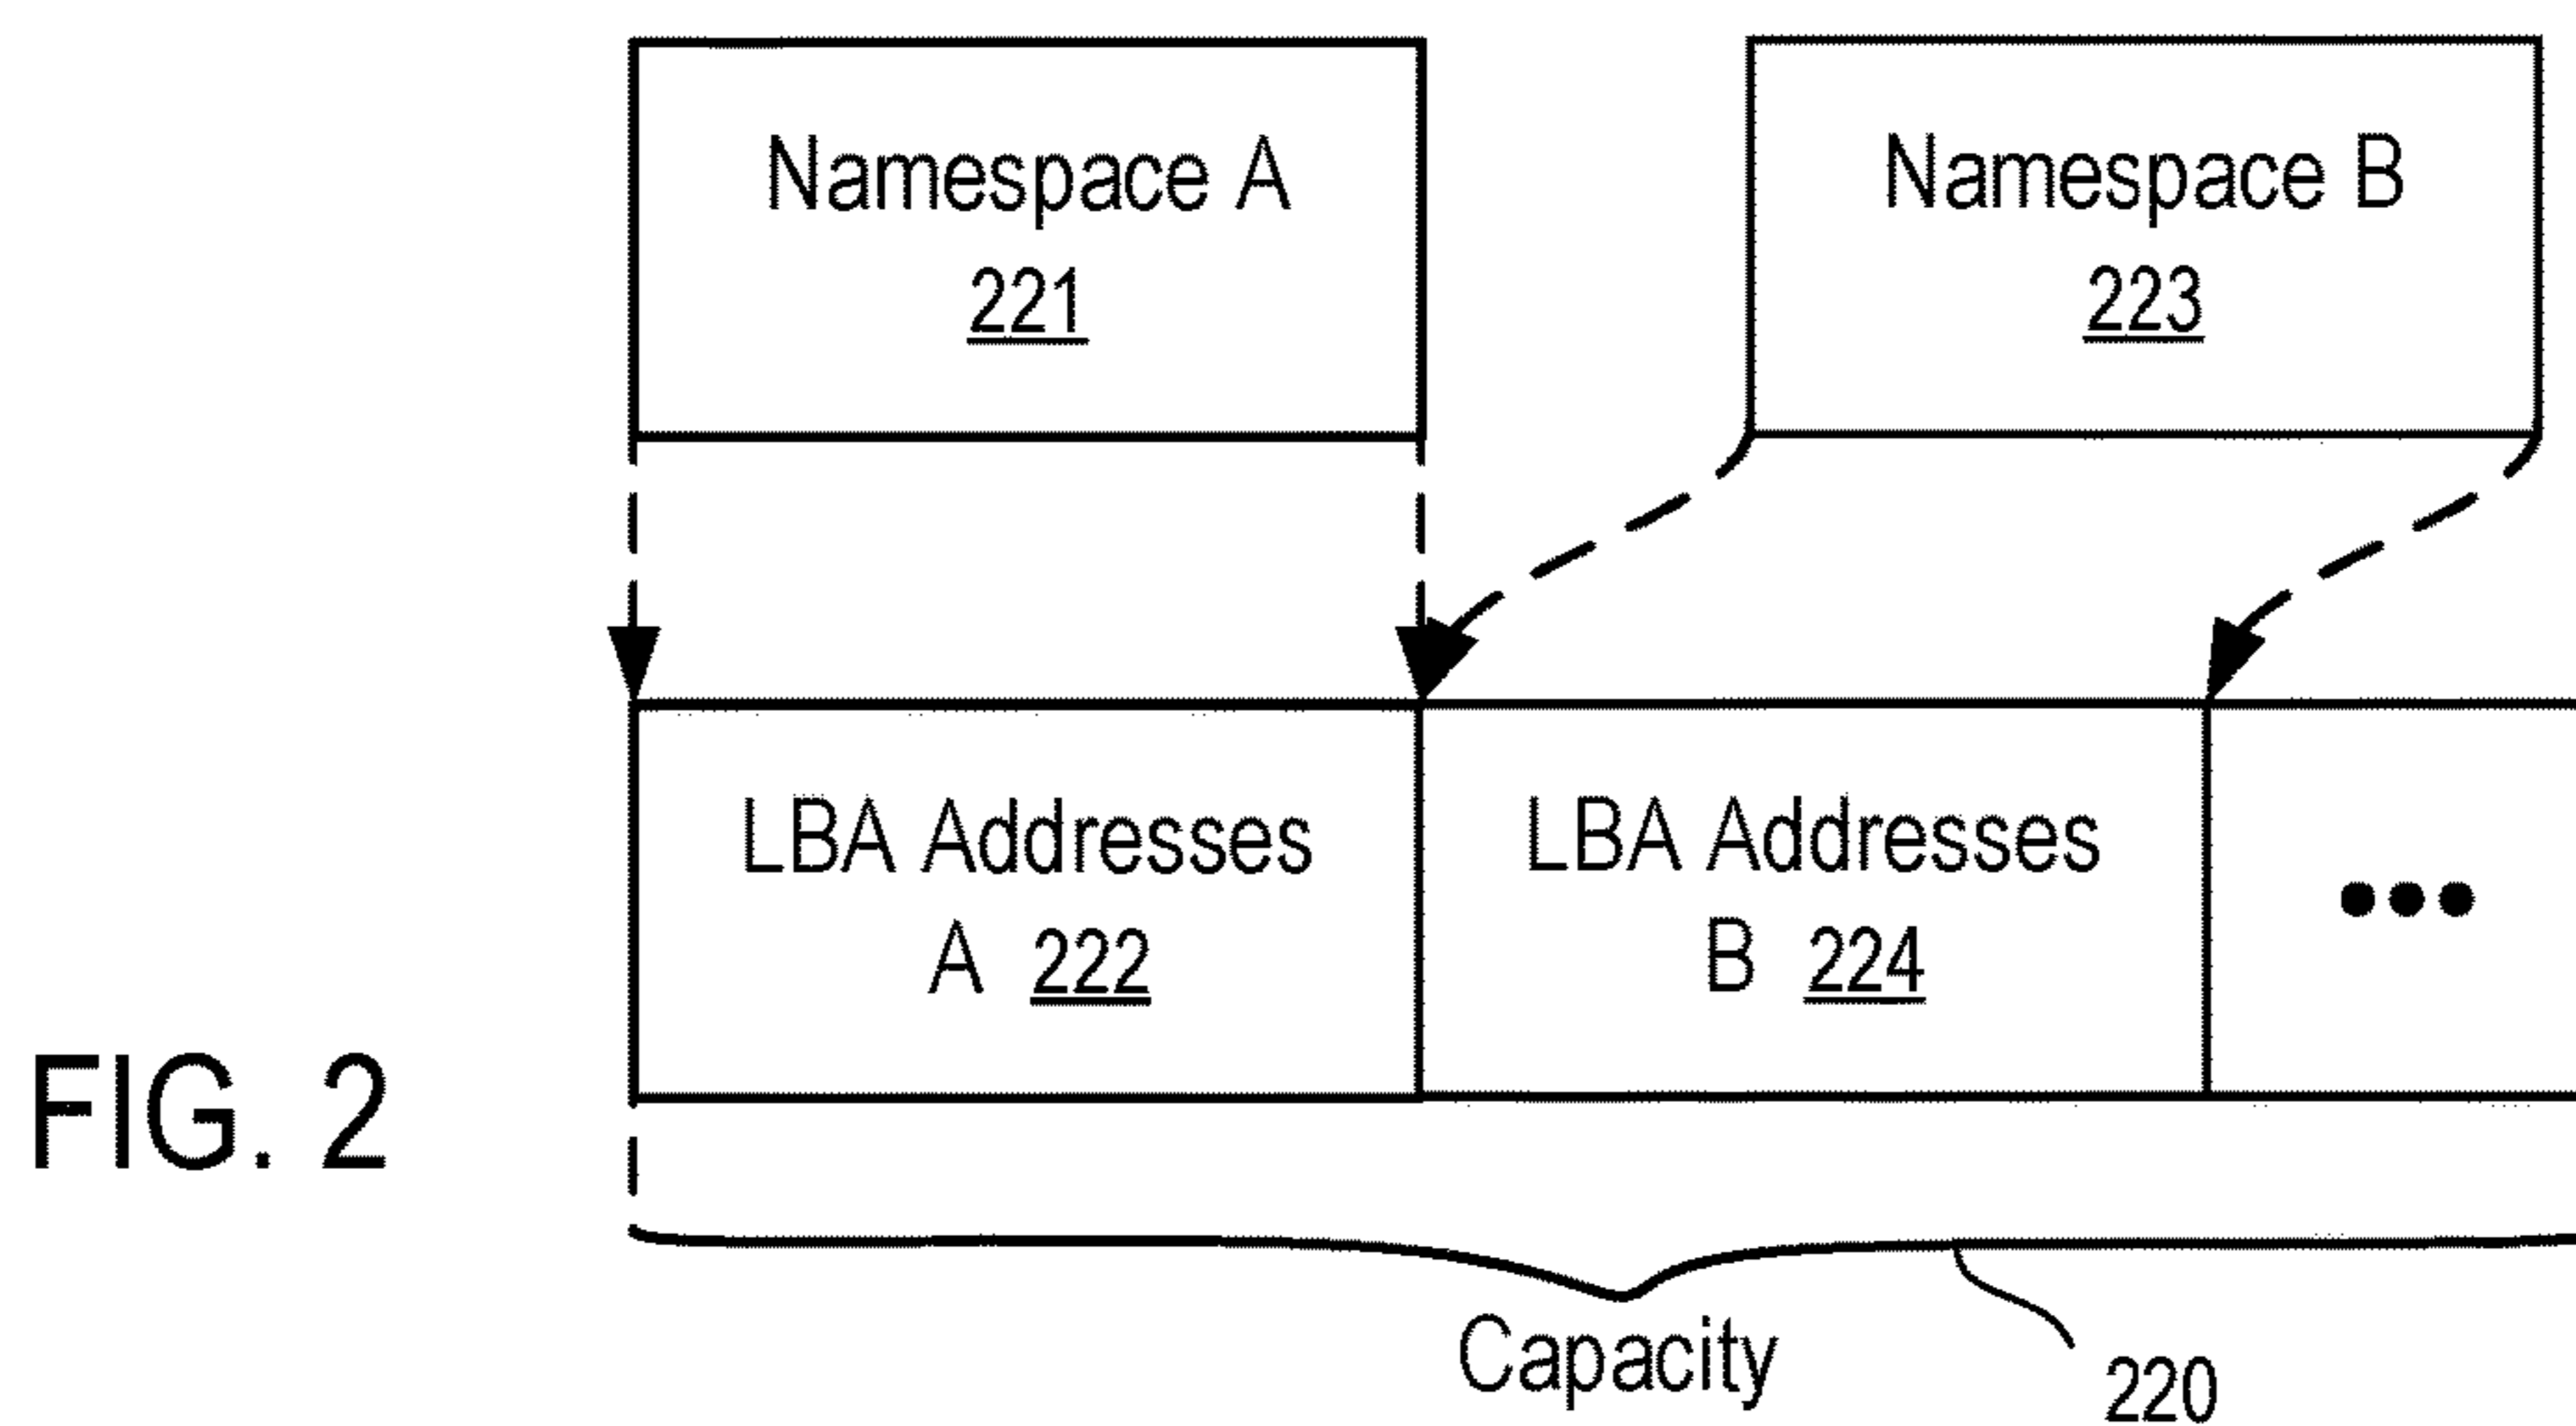 Namespace A
221
Namespace B
223
LBA Addresses
A 222
LBA Addresses
B 224
•••
FIG. 2
Capacity
220